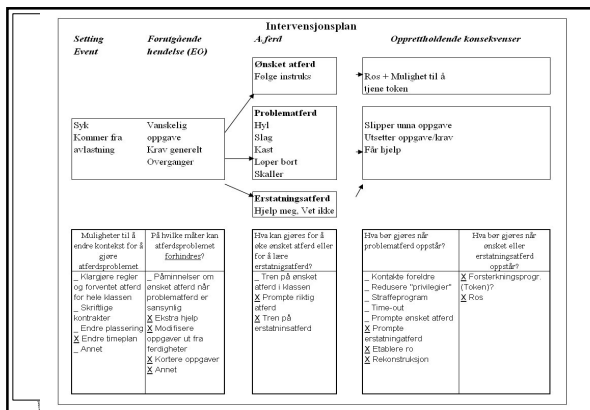 Intervensjonsplan
Setting
Event
Forutgående
hendelse (EO)
Atferd
Opprettholdende konsekvenser
Ønsket atferd
Følge instruks
Ros + Mulighet til å
tjene token
Syk
Kommer fra
avlastning
Vanskelig
oppgave
Krav generelt
Overganger
Problematferd
Hyl
Slag
Kast
Løper bort
Skaller
Slipper unna oppgave
Utsetter oppgave/krav
Får hjelp
Erstatningsatferd
Hjelp meg, Vet ikke
Muligheter til å
endre kontekst for å
gjøre
atferdsproblemet
_ Klargjøre regler
og forventet atferd
for hele klassen
_ Skriftlige
kontrakter
_ Endre plassering
X Endre timeplan
_ Annet
På hvilke måter kan
atferdsproblemet
forhindres?
_ Påminnelser om
ønsket atferd når
problematferd er
sansynlig
X Ekstra hjelp
X Modifisere
oppgaver ut fra
ferdigheter
X Kortere oppgaver
X Annet
Hva kan gjøres for å
øke ønsket atferd eller
for å lære
erstatnigsatferd?
_ Tren på ønsket
atferd i klassen
X Prompte riktig
atferd
X Tren på
erstatninsatferd
Hva bør gjøres når
problematferd oppstår?
_ Kontakte foreldre
_ Redusere "privilegier"
_ Straffeprogram
_ Time-out
_ Prompte ønsket atferd
X Prompte
erstatingatferd
X Etablere ro
X Rekonstruksjon
Hva bør gjøres når
ønsket eller
erstatningsatferd
oppstår?
X Forsterkningsprogr.
(Token)?
X Ros